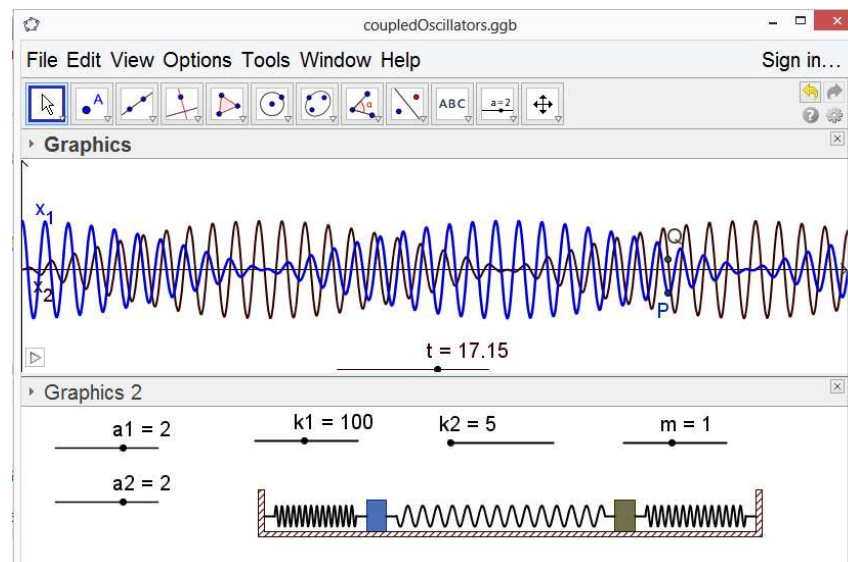 coupledOscillators.ggb
File Edit View Options Tools Window Help Sign in...
A α ABC a=2
Graphics
x1
x2
Q
P
t = 17.15
Graphics 2
a1 = 2 k1 = 100 k2 = 5 m = 1
a2 = 2